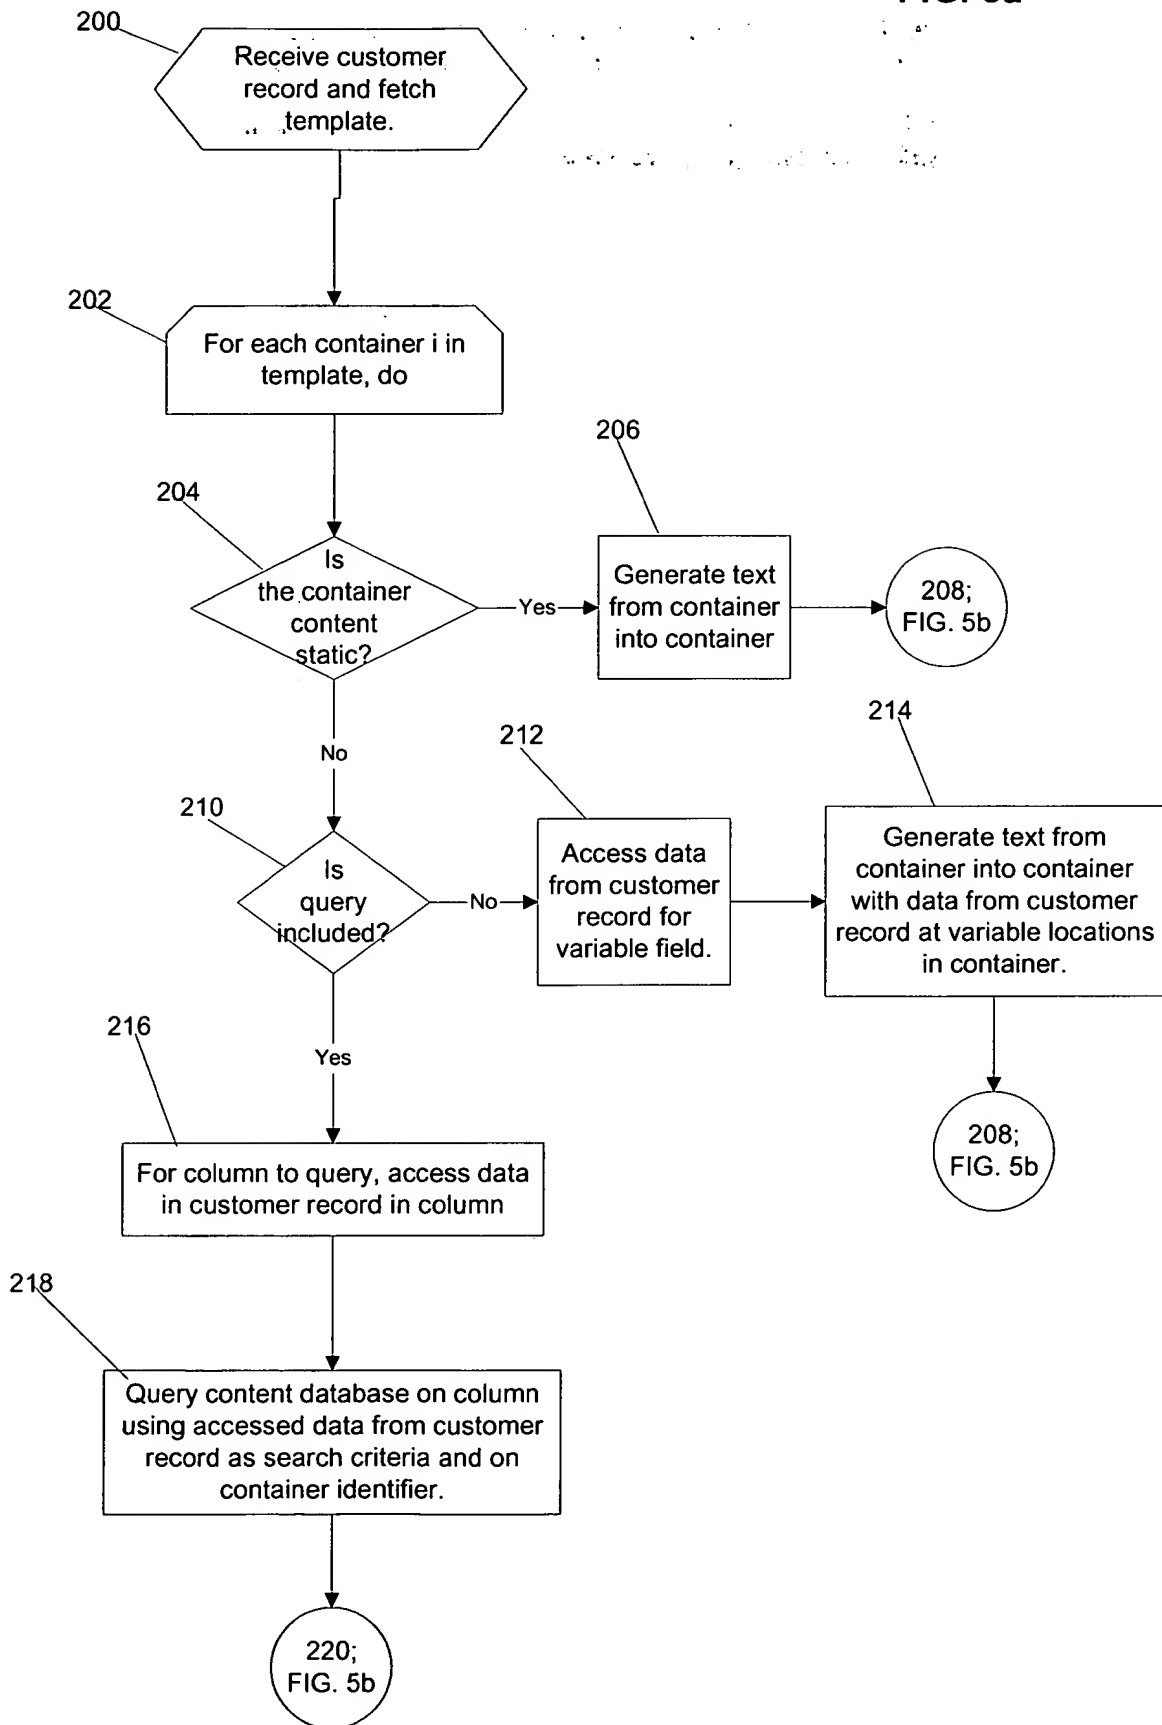 200
Receive customer
record and fetch
template.
202
For each container i in
template, do
204
Is
the container
content
static?
Yes
206
Generate text
from container
into container
208;
FIG. 5b
No
210
Is
query
included?
No
212
Access data
from customer
record for
variable field.
214
Generate text from
container into container
with data from customer
record at variable locations
in container.
208;
FIG. 5b
Yes
216
For column to query, access data
in customer record in column
218
Query content database on column
using accessed data from customer
record as search criteria and on
container identifier.
220;
FIG. 5b